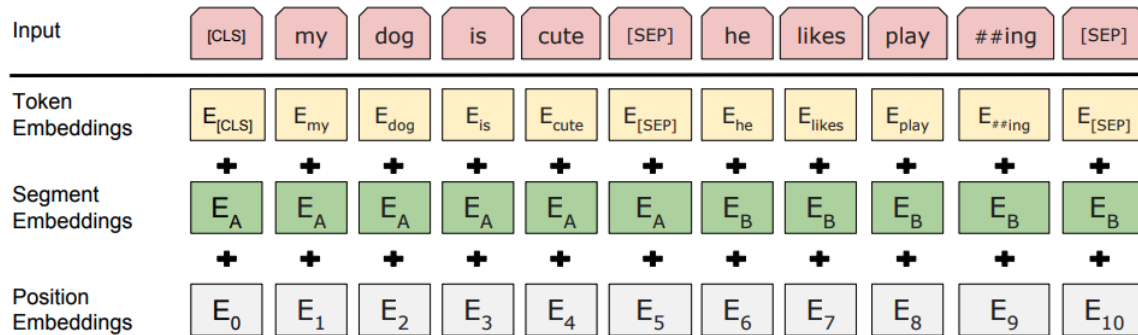 Input [CLS] my dog is cute [SEP] he likes play ##ing [SEP]
Token Embeddings E[CLS] Emy Edog Eis Ecute E[SEP] Ehe Elikes Eplay E##ing E[SEP]
+ + + + + + + + + + +
Segment Embeddings EA EA EA EA EA EA EB EB EB EB EB
+ + + + + + + + + + +
Position Embeddings E0 E1 E2 E3 E4 E5 E6 E7 E8 E9 E10